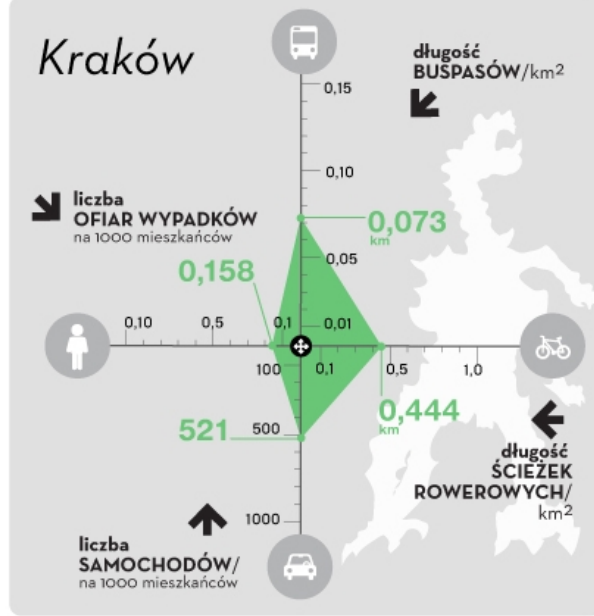 Kraków
długość
BUSPASÓW/km²
0,15
0,10
liczba
OFIAR WYPADKÓW
na 1000 mieszkańców
0,073
km
0,05
0,158
0,10
0,5
0,1
0,01
100
0,1
0,5
1,0
0,444
km
521
500
długość
ŚCIEŻEK
ROWEROWYCH/
km²
1000
liczba
SAMOCHODÓW/
na 1000 mieszkańców